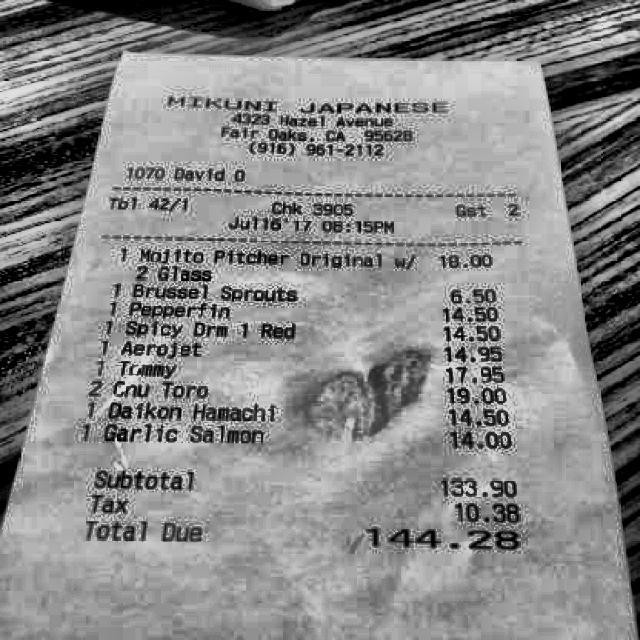 MIKUNI JAPANESE
4323 Hazel Avenue
Fair Oaks, CA 95628
(916) 961-2112
1070 David O
Tbl 42/1 Chk 3905 Gst 2
Jul18'17 08:15PM
1 Mojito Pitcher Original w/ 18.00
2 Glass
1 Brussel Sprouts 6.50
1 Pepperfin 14.50
1 Spicy Drm 1 Red 14.50
1 Aerojet 14.95
1 Tommy 17.95
2 Cnu Toro 19.00
1 Daikon Hamachi 14.50
1 Garlic Salmon 14.00
Subtotal 133.90
Tax 10.38
Total Due 144.28